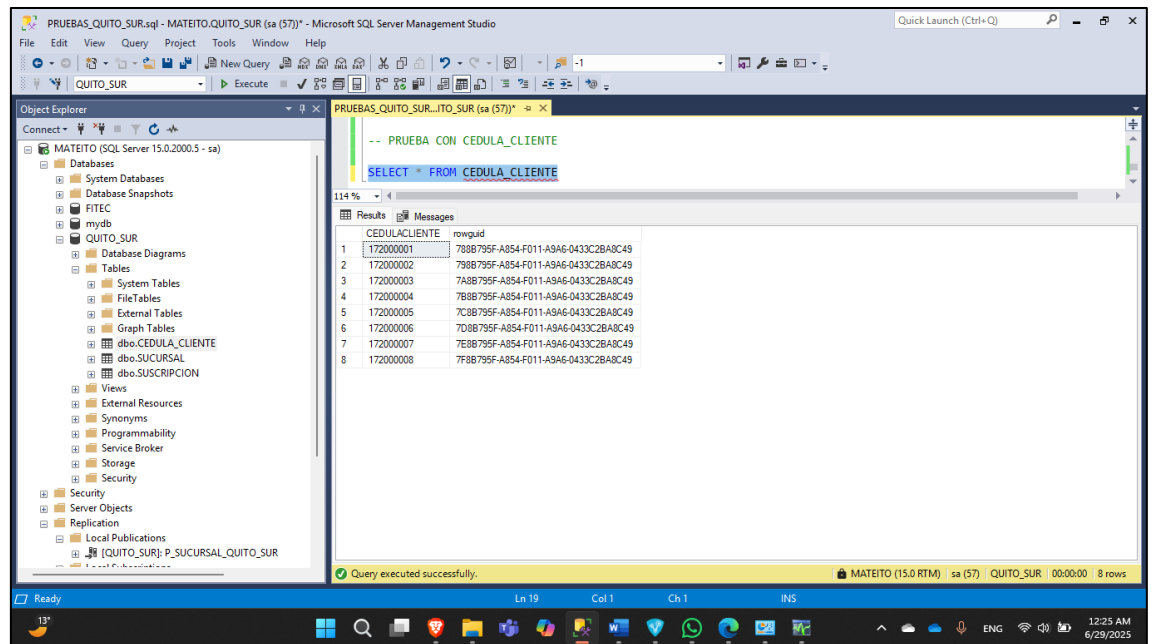 PRUEBAS_QUITO_SUR.sql - MATEITO.QUITO_SUR (sa (57))* - Microsoft SQL Server Management Studio
Quick Launch (Ctrl+Q)
File Edit View Query Project Tools Window Help
New Query
-1
QUITO_SUR
Execute
Object Explorer
Connect
MATEITO (SQL Server 15.0.2000.5 - sa)
Databases
System Databases
Database Snapshots
FITEC
mydb
QUITO_SUR
Database Diagrams
Tables
System Tables
FileTables
External Tables
Graph Tables
dbo.CEDULA_CLIENTE
dbo.SUCURSAL
dbo.SUSCRIPCION
Views
External Resources
Synonyms
Programmability
Service Broker
Storage
Security
Security
Server Objects
Replication
Local Publications
[QUITO_SUR]: P_SUCURSAL_QUITO_SUR
Local Subscriptions
PRUEBAS_QUITO_SUR...ITO_SUR (sa (57))*
-- PRUEBA CON CEDULA_CLIENTE
SELECT * FROM CEDULA_CLIENTE
114 %
Results Messages
CEDULACLIENTE rowguid
1 172000001 788B795F-A854-F011-A9A6-0433C2BA8C49
2 172000002 798B795F-A854-F011-A9A6-0433C2BA8C49
3 172000003 7A8B795F-A854-F011-A9A6-0433C2BA8C49
4 172000004 7B8B795F-A854-F011-A9A6-0433C2BA8C49
5 172000005 7C8B795F-A854-F011-A9A6-0433C2BA8C49
6 172000006 7D8B795F-A854-F011-A9A6-0433C2BA8C49
7 172000007 7E8B795F-A854-F011-A9A6-0433C2BA8C49
8 172000008 7F8B795F-A854-F011-A9A6-0433C2BA8C49
Query executed successfully.
MATEITO (15.0 RTM) sa (57) QUITO_SUR 00:00:00 8 rows
Ready Ln 19 Col 1 Ch 1 INS
13°
ENG
12:25 AM
6/29/2025